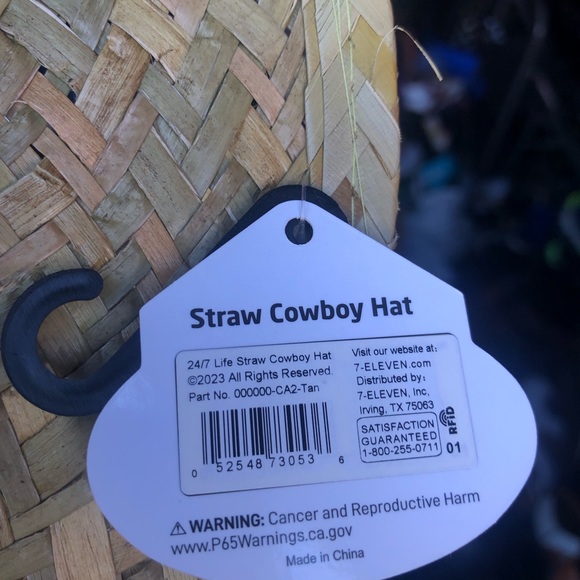 Straw Cowboy Hat
24/7 Life Straw Cowboy Hat
©2023 All Rights Reserved.
Part No. 000000-CA2-Tan
0 52548 73053 6
Visit our website at:
7-ELEVEN.com
Distributed by:
7-ELEVEN, Inc,
Irving, TX 75063
SATISFACTION
GUARANTEED
1-800-255-0711
RFID
01
⚠ WARNING: Cancer and Reproductive Harm
www.P65Warnings.ca.gov
Made in China